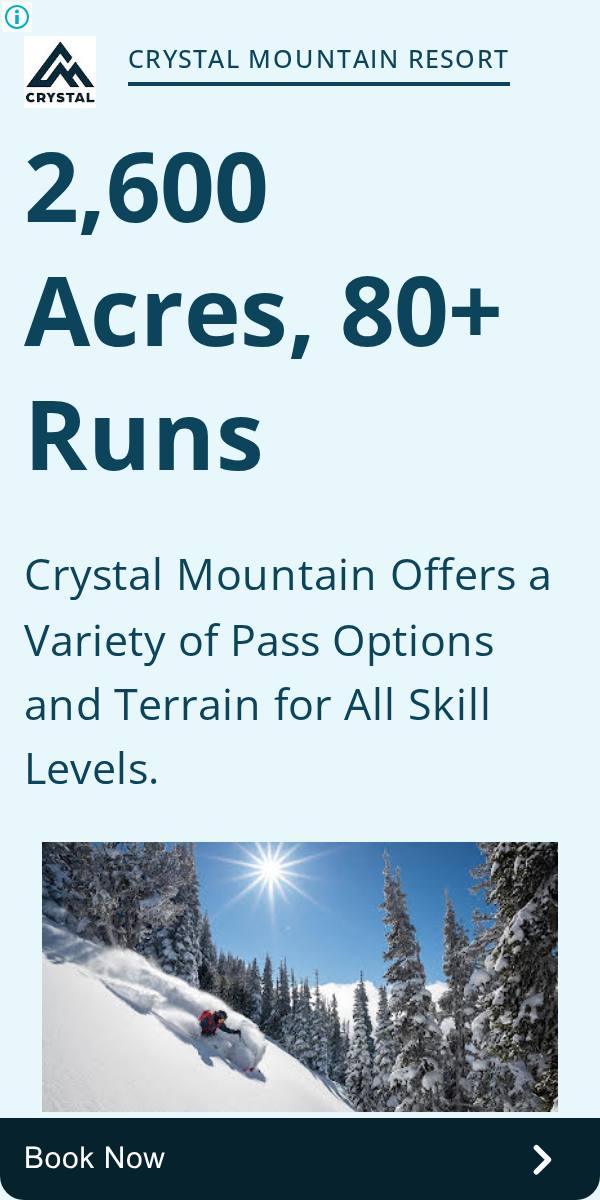 CRYSTAL
CRYSTAL MOUNTAIN RESORT
2,600
Acres, 80+
Runs
Crystal Mountain Offers a
Variety of Pass Options
and Terrain for All Skill
Levels.
Book Now